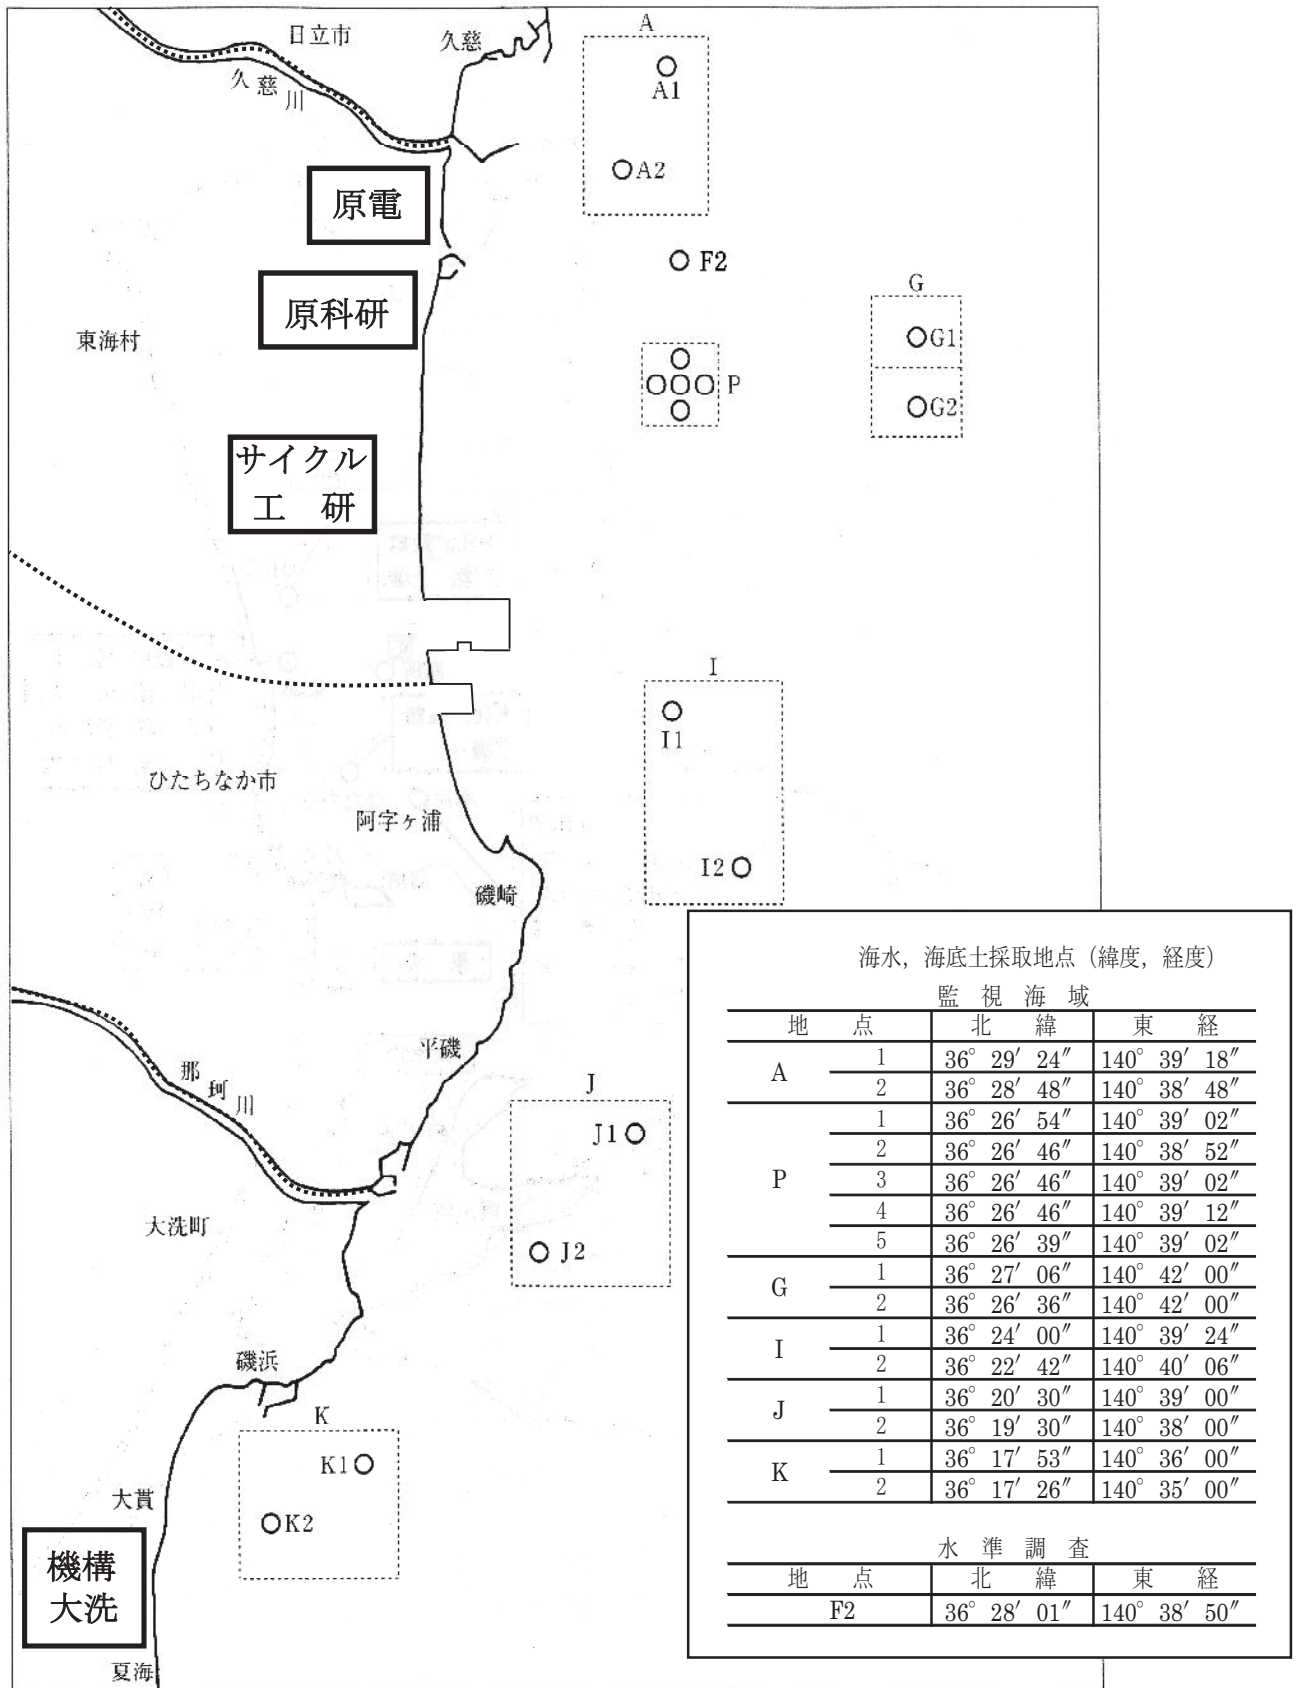 日立市
久慈
A
A1
久慈川
A2
原電
F2
原科研
G
G1
東海村
P
G2
サイクル
工 研
I
I1
ひたちなか市
阿字ヶ浦
I2
磯崎
平磯
那珂川
J
J1
大洗町
J2
磯浜
K
K1
大貫
K2
機構
大洗
夏海
海水, 海底土採取地点 (緯度, 経度)
監 視 海 域
地 点 北 緯 東 経
A 1 36° 29′ 24″ 140° 39′ 18″
2 36° 28′ 48″ 140° 38′ 48″
P 1 36° 26′ 54″ 140° 39′ 02″
2 36° 26′ 46″ 140° 38′ 52″
3 36° 26′ 46″ 140° 39′ 02″
4 36° 26′ 46″ 140° 39′ 12″
5 36° 26′ 39″ 140° 39′ 02″
G 1 36° 27′ 06″ 140° 42′ 00″
2 36° 26′ 36″ 140° 42′ 00″
I 1 36° 24′ 00″ 140° 39′ 24″
2 36° 22′ 42″ 140° 40′ 06″
J 1 36° 20′ 30″ 140° 39′ 00″
2 36° 19′ 30″ 140° 38′ 00″
K 1 36° 17′ 53″ 140° 36′ 00″
2 36° 17′ 26″ 140° 35′ 00″
水 準 調 査
地 点 北 緯 東 経
F2 36° 28′ 01″ 140° 38′ 50″